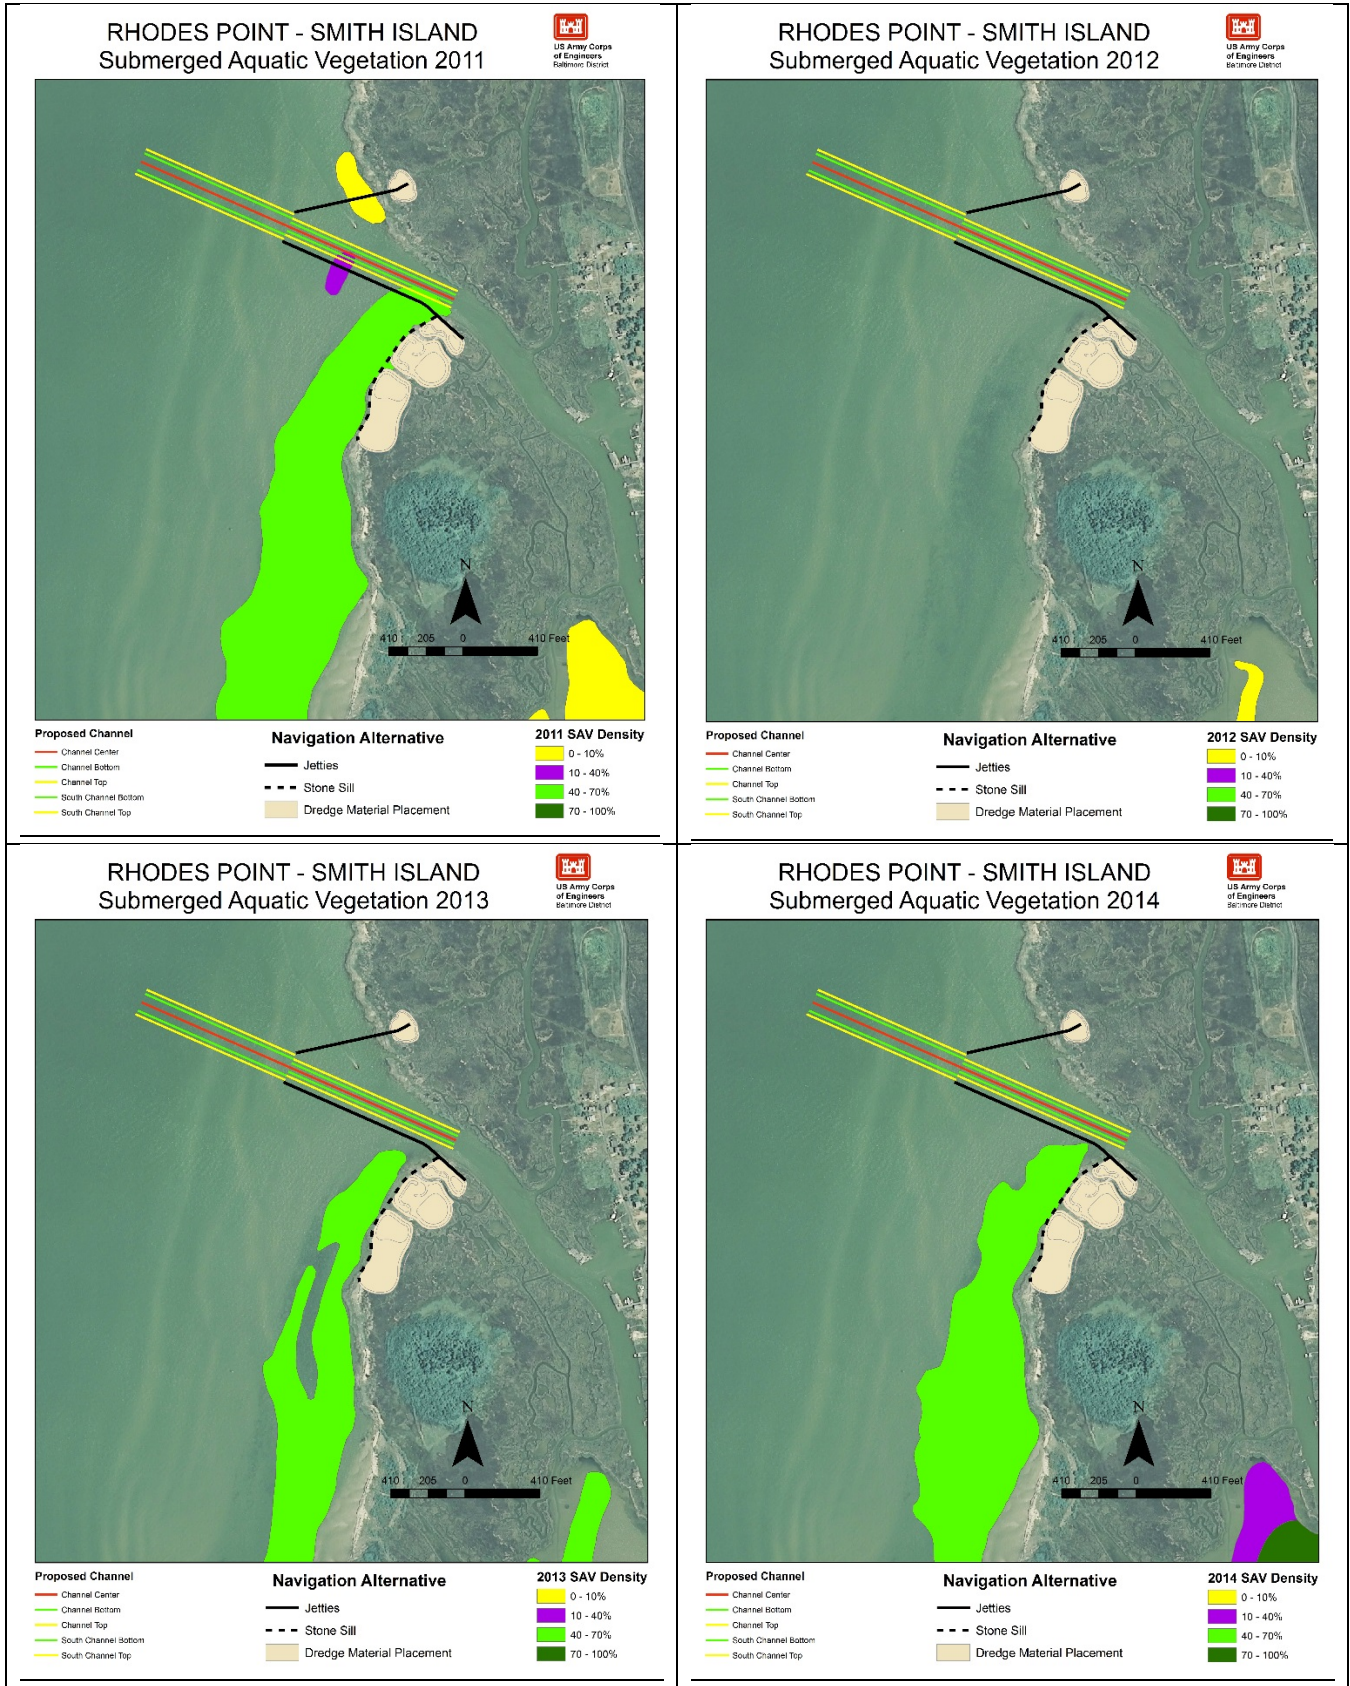 RHODES POINT - SMITH ISLAND
Submerged Aquatic Vegetation 2011
US Army Corps
of Engineers
Baltimore District
N
410 205 0 410 Feet
Proposed Channel
Channel Center
Channel Bottom
Channel Top
South Channel Bottom
South Channel Top
Navigation Alternative
Jetties
Stone Sill
Dredge Material Placement
2011 SAV Density
0 - 10%
10 - 40%
40 - 70%
70 - 100%
RHODES POINT - SMITH ISLAND
Submerged Aquatic Vegetation 2012
US Army Corps
of Engineers
Baltimore District
N
410 205 0 410 Feet
Proposed Channel
Channel Center
Channel Bottom
Channel Top
South Channel Bottom
South Channel Top
Navigation Alternative
Jetties
Stone Sill
Dredge Material Placement
2012 SAV Density
0 - 10%
10 - 40%
40 - 70%
70 - 100%
RHODES POINT - SMITH ISLAND
Submerged Aquatic Vegetation 2013
US Army Corps
of Engineers
Baltimore District
N
410 205 0 410 Feet
Proposed Channel
Channel Center
Channel Bottom
Channel Top
South Channel Bottom
South Channel Top
Navigation Alternative
Jetties
Stone Sill
Dredge Material Placement
2013 SAV Density
0 - 10%
10 - 40%
40 - 70%
70 - 100%
RHODES POINT - SMITH ISLAND
Submerged Aquatic Vegetation 2014
US Army Corps
of Engineers
Baltimore District
N
410 205 0 410 Feet
Proposed Channel
Channel Center
Channel Bottom
Channel Top
South Channel Bottom
South Channel Top
Navigation Alternative
Jetties
Stone Sill
Dredge Material Placement
2014 SAV Density
0 - 10%
10 - 40%
40 - 70%
70 - 100%